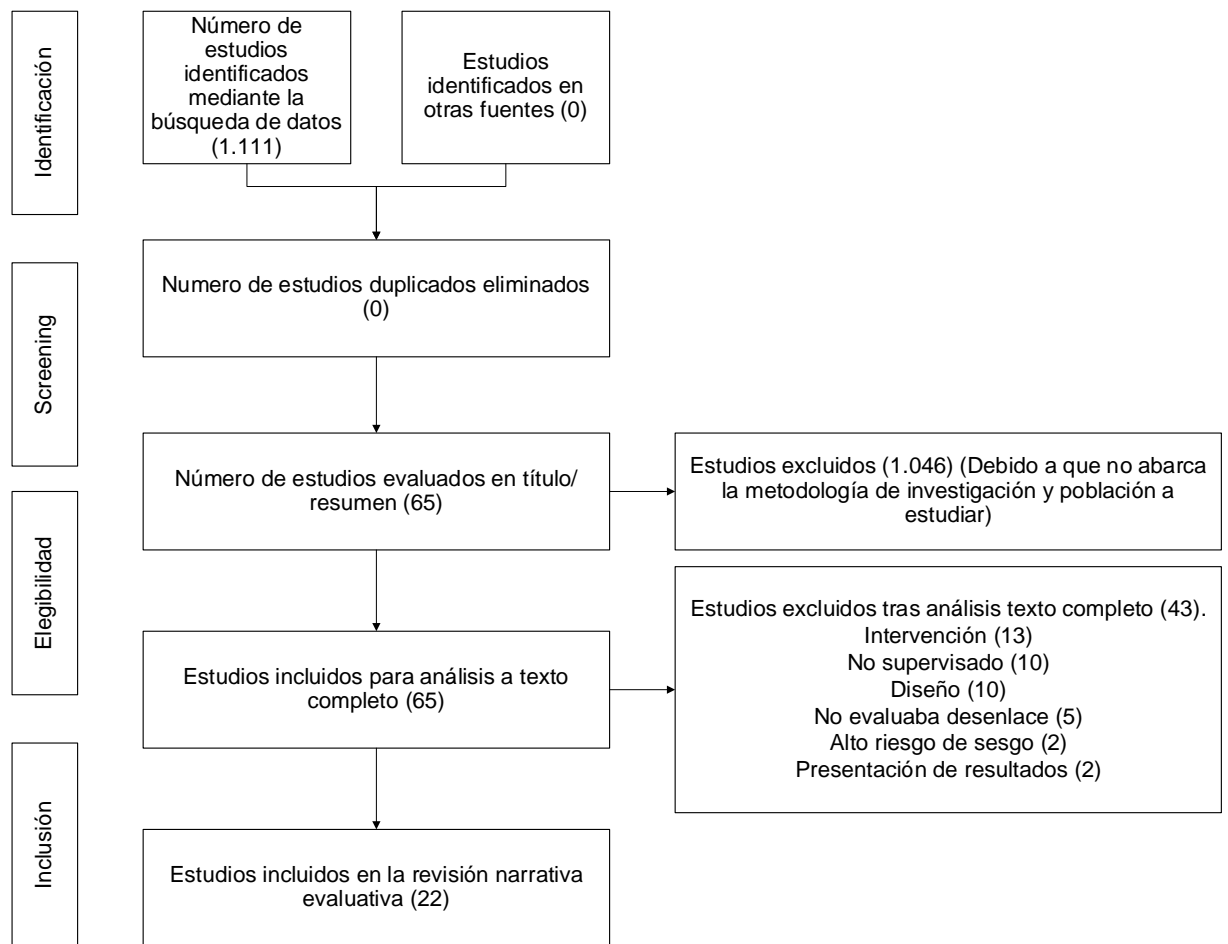 Identificación
Número de
estudios
identificados
mediante la
búsqueda de datos
(1.111)
Estudios
identificados en
otras fuentes (0)
Screening
Numero de estudios duplicados eliminados
(0)
Número de estudios evaluados en título/
resumen (65)
Estudios excluidos (1.046) (Debido a que no abarca
la metodología de investigación y población a
estudiar)
Elegibilidad
Estudios incluidos para análisis a texto
completo (65)
Estudios excluidos tras análisis texto completo (43).
Intervención (13)
No supervisado (10)
Diseño (10)
No evaluaba desenlace (5)
Alto riesgo de sesgo (2)
Presentación de resultados (2)
Inclusión
Estudios incluidos en la revisión narrativa
evaluativa (22)